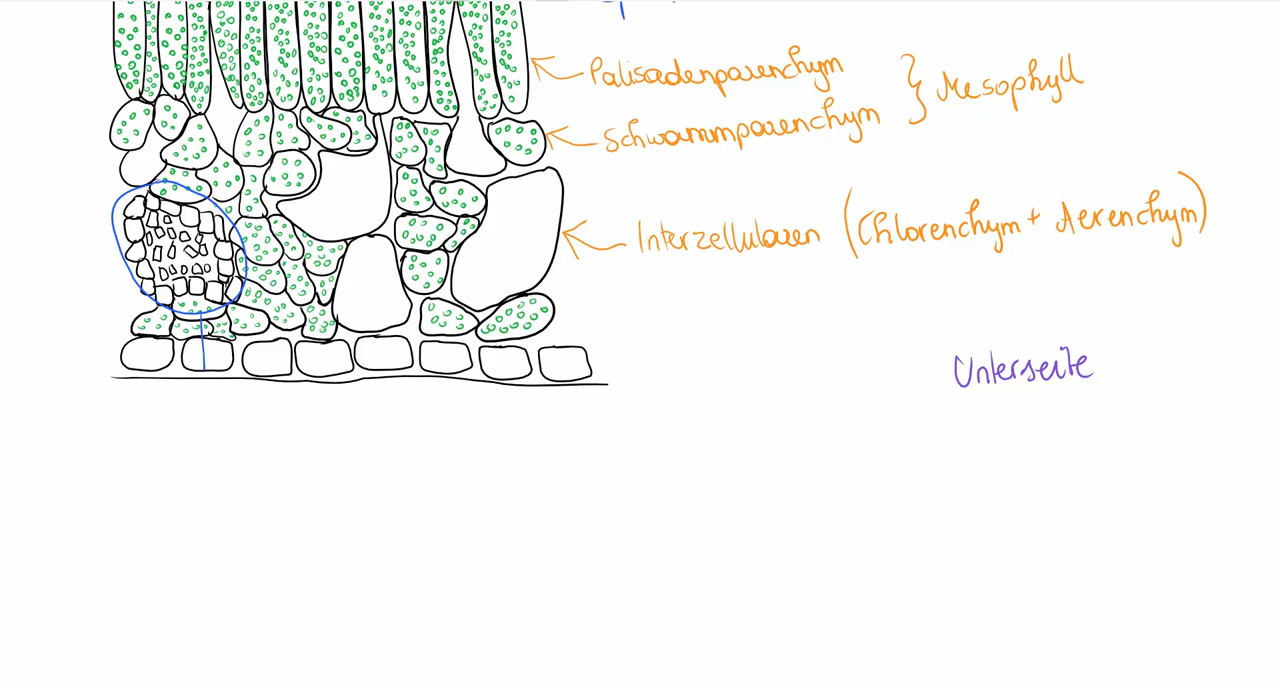 Palisadenparenchym
Schwammparenchym
} Mesophyll
Interzellularen (Chlorenchym + Aerenchym)
Unterseite